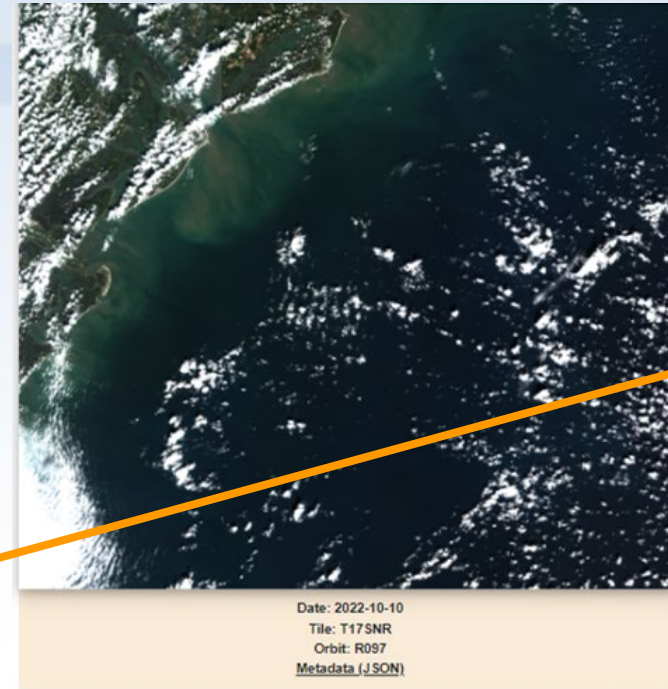 Date: 2022-10-10
Tile: T17SNR
Orbit: R097
Metadata (JSON)